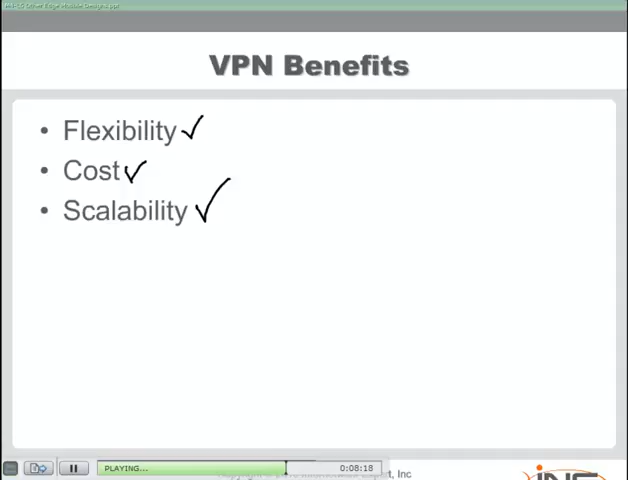 VPN Benefits
• Flexibility
• Cost
• Scalability
PLAYING...
0:08:18